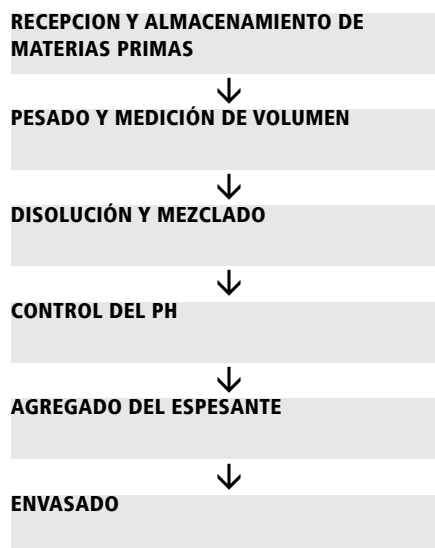 RECEPCION Y ALMACENAMIENTO DE
MATERIAS PRIMAS
PESADO Y MEDICIÓN DE VOLUMEN
DISOLUCIÓN Y MEZCLADO
CONTROL DEL PH
AGREGADO DEL ESPESANTE
ENVASADO